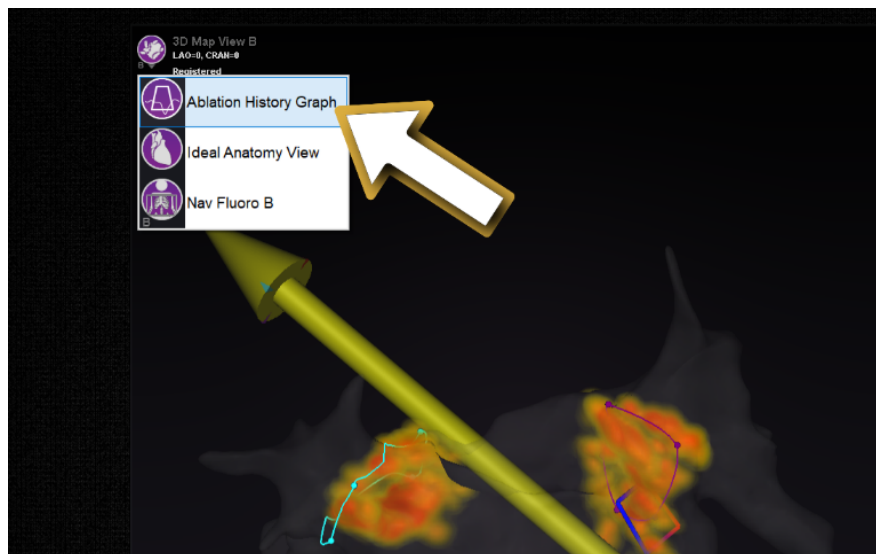 3D Map View B
LAO=0, CRAN=0
Registered
B
Ablation History Graph
Ideal Anatomy View
Nav Fluoro B
B